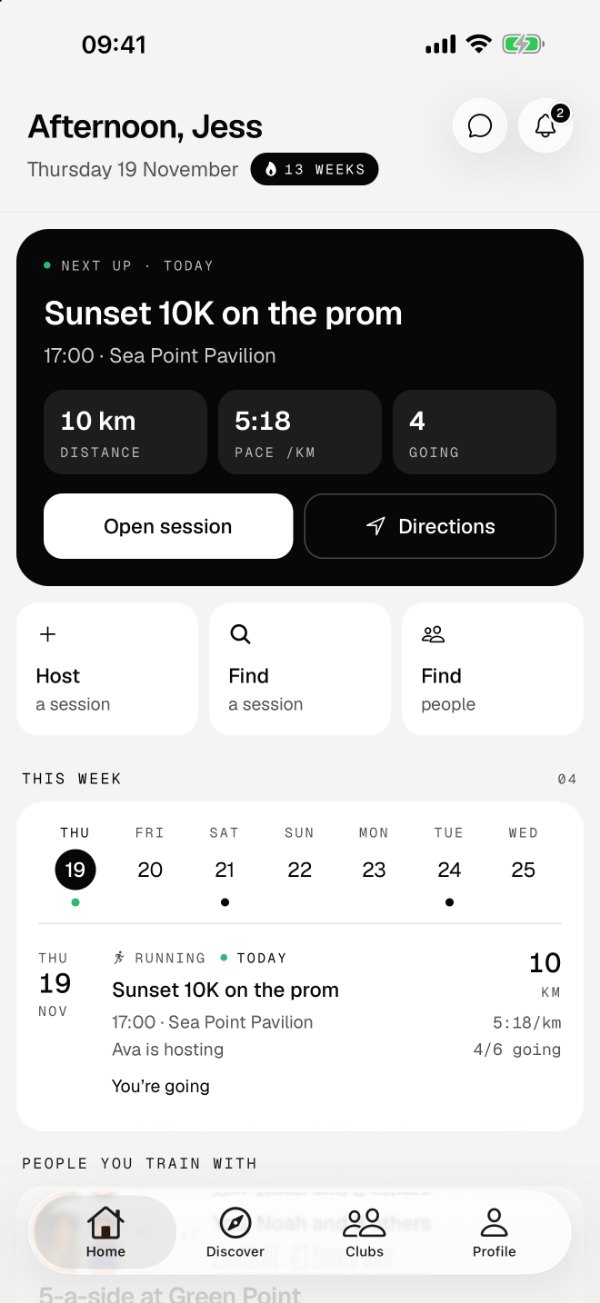 09:41
Afternoon, Jess
2
Thursday 19 November
13 WEEKS
NEXT UP · TODAY
Sunset 10K on the prom
17:00 · Sea Point Pavilion
10 km
DISTANCE
5:18
PACE /KM
4
GOING
Open session
Directions
Host
a session
Find
a session
Find
people
THIS WEEK
04
THU FRI SAT SUN MON TUE WED
19 20 21 22 23 24 25
THU
19
NOV
RUNNING TODAY
Sunset 10K on the prom
17:00 · Sea Point Pavilion
Ava is hosting
You’re going
10
KM
5:18/km
4/6 going
PEOPLE YOU TRAIN WITH
Noah and
Home
Discover
Clubs
Profile
5-a-side at Green Point